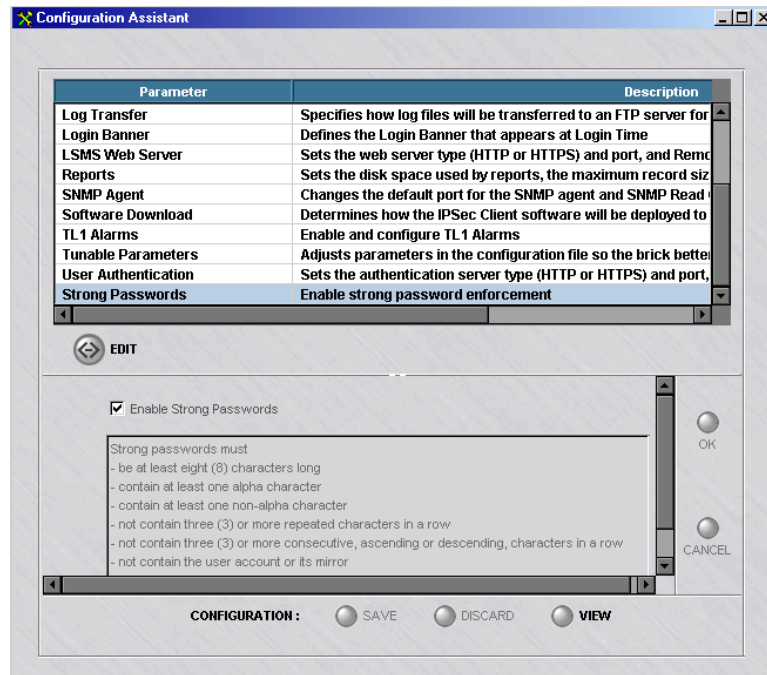 Configuration Assistant
Parameter Description
Log Transfer Specifies how log files will be transferred to an FTP server for
Login Banner Defines the Login Banner that appears at Login Time
LSMS Web Server Sets the web server type (HTTP or HTTPS) and port, and Remo
Reports Sets the disk space used by reports, the maximum record siz
SNMP Agent Changes the default port for the SNMP agent and SNMP Read
Software Download Determines how the IPSec Client software will be deployed to
TL1 Alarms Enable and configure TL1 Alarms
Tunable Parameters Adjusts parameters in the configuration file so the brick better
User Authentication Sets the authentication server type (HTTP or HTTPS) and port,
Strong Passwords Enable strong password enforcement
EDIT
Enable Strong Passwords
Strong passwords must
- be at least eight (8) characters long
- contain at least one alpha character
- contain at least one non-alpha character
- not contain three (3) or more repeated characters in a row
- not contain three (3) or more consecutive, ascending or descending, characters in a row
- not contain the user account or its mirror
OK
CANCEL
CONFIGURATION : SAVE DISCARD VIEW